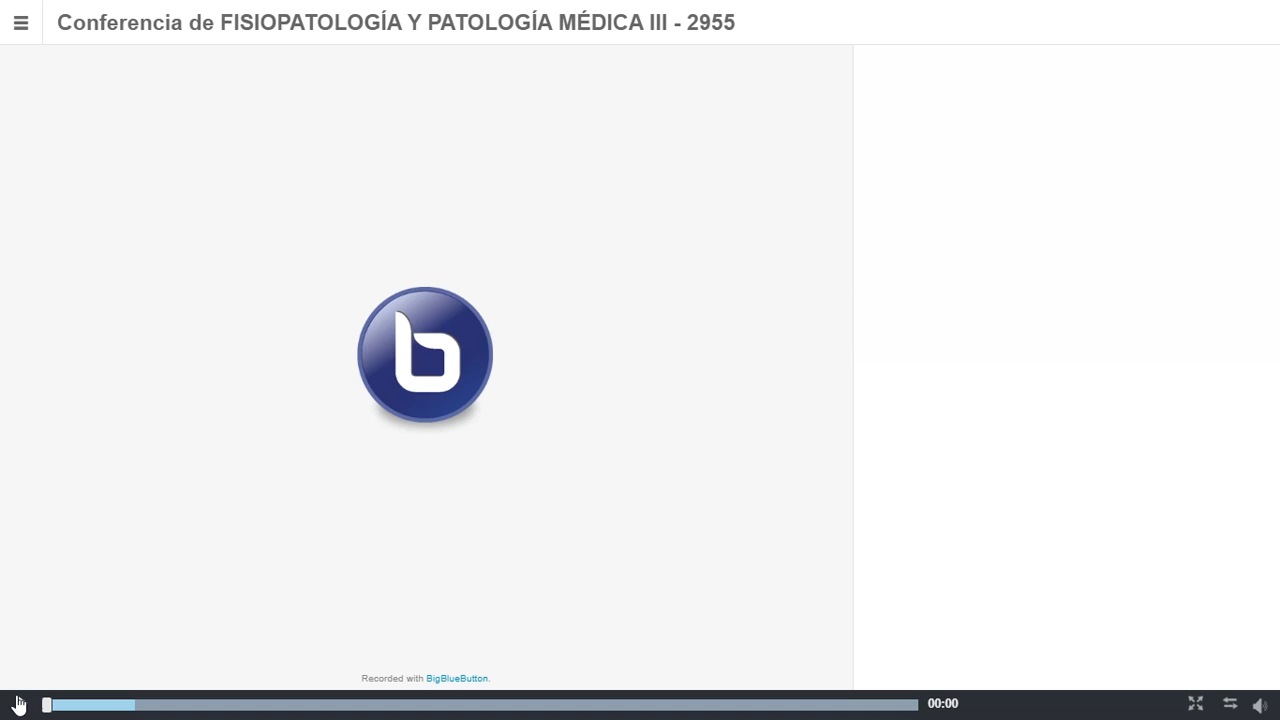 Conferencia de FISIOPATOLOGÍA Y PATOLOGÍA MÉDICA III - 2955
Recorded with BigBlueButton.
00:00